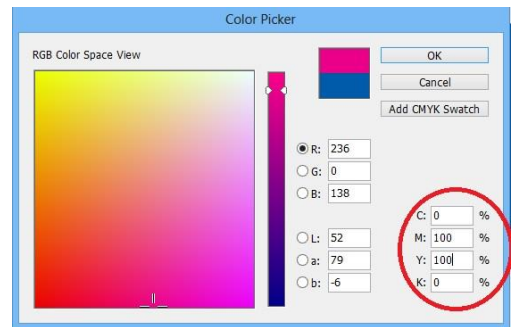 Color Picker
RGB Color Space View
OK
Cancel
Add CMYK Swatch
R: 236
G: 0
B: 138
L: 52
a: 79
b: -6
C: 0 %
M: 100 %
Y: 100 %
K: 0 %